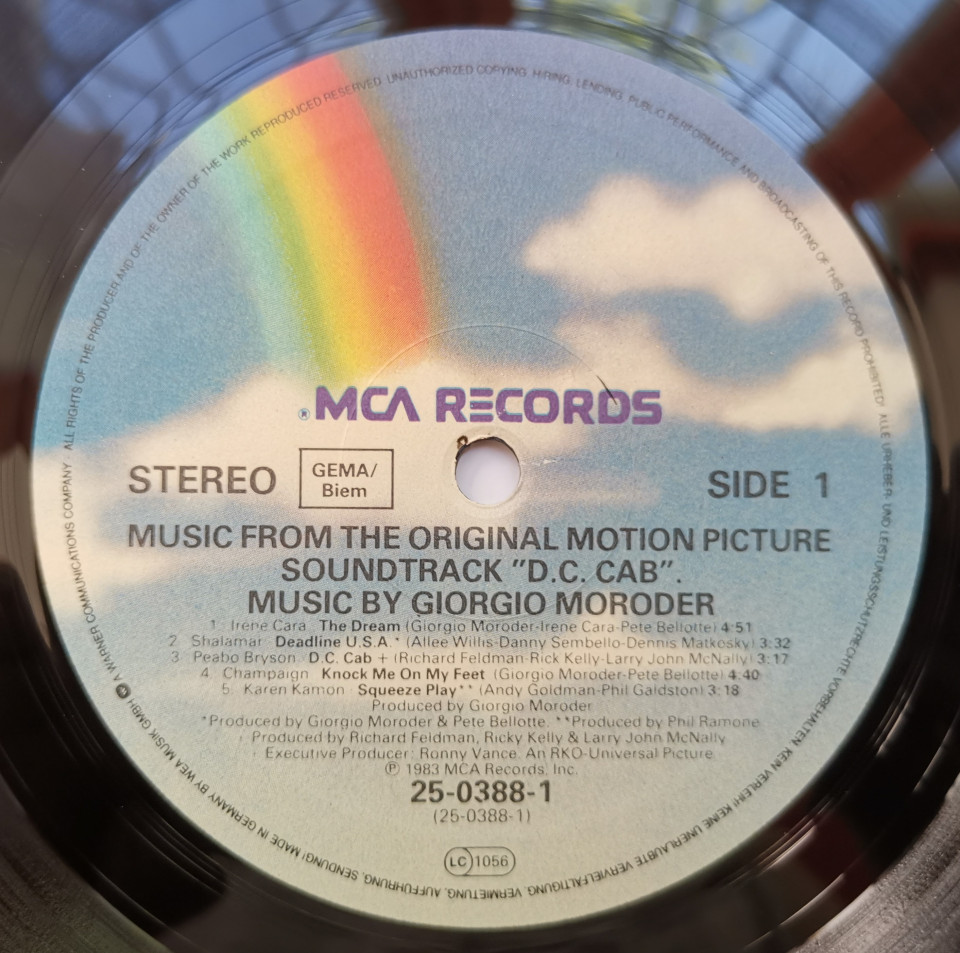 ALL RIGHTS OF THE PRODUCER AND OF THE OWNER OF THE WORK REPRODUCED RESERVED. UNAUTHORIZED COPYING. HIRING. LENDING. PUBLIC PERFORMANCE AND BROADCASTING OF THIS RECORD PROHIBITED! ALLE URHEBER- UND LEISTUNGSSCHUTZRECHTE VORBEHALTEN. KEIN VERLEIH! KEINE UNERLAUBTE VERVIELFÄLTIGUNG, VERMIETUNG, AUFFÜHRUNG, SENDUNG! MADE IN GERMANY BY WEA MUSIK GMBH. A WARNER COMMUNICATIONS COMPANY
® MCA RECORDS
STEREO GEMA/ SIDE 1
Biem
MUSIC FROM THE ORIGINAL MOTION PICTURE
SOUNDTRACK "D.C. CAB".
MUSIC BY GIORGIO MORODER
1. Irene Cara The Dream (Giorgio Moroder-Irene Cara-Pete Bellotte) 4:51
2. Shalamar Deadline U.S.A.* (Allee Willis-Danny Sembello-Dennis Matkosky) 3:32
3. Peabo Bryson D.C. Cab + (Richard Feldman-Rick Kelly-Larry John McNally) 3:17
4. Champaign Knock Me On My Feet (Giorgio Moroder-Pete Bellotte) 4:40
5. Karen Kamon Squeeze Play** (Andy Goldman-Phil Galdston) 3:18
Produced by Giorgio Moroder
*Produced by Giorgio Moroder & Pete Bellotte. **Produced by Phil Ramone
+ Produced by Richard Feldman, Ricky Kelly & Larry John McNally
Executive Producer: Ronny Vance. An RKO-Universal Picture
℗ 1983 MCA Records, Inc.
25-0388-1
(25-0388-1)
LC 1056